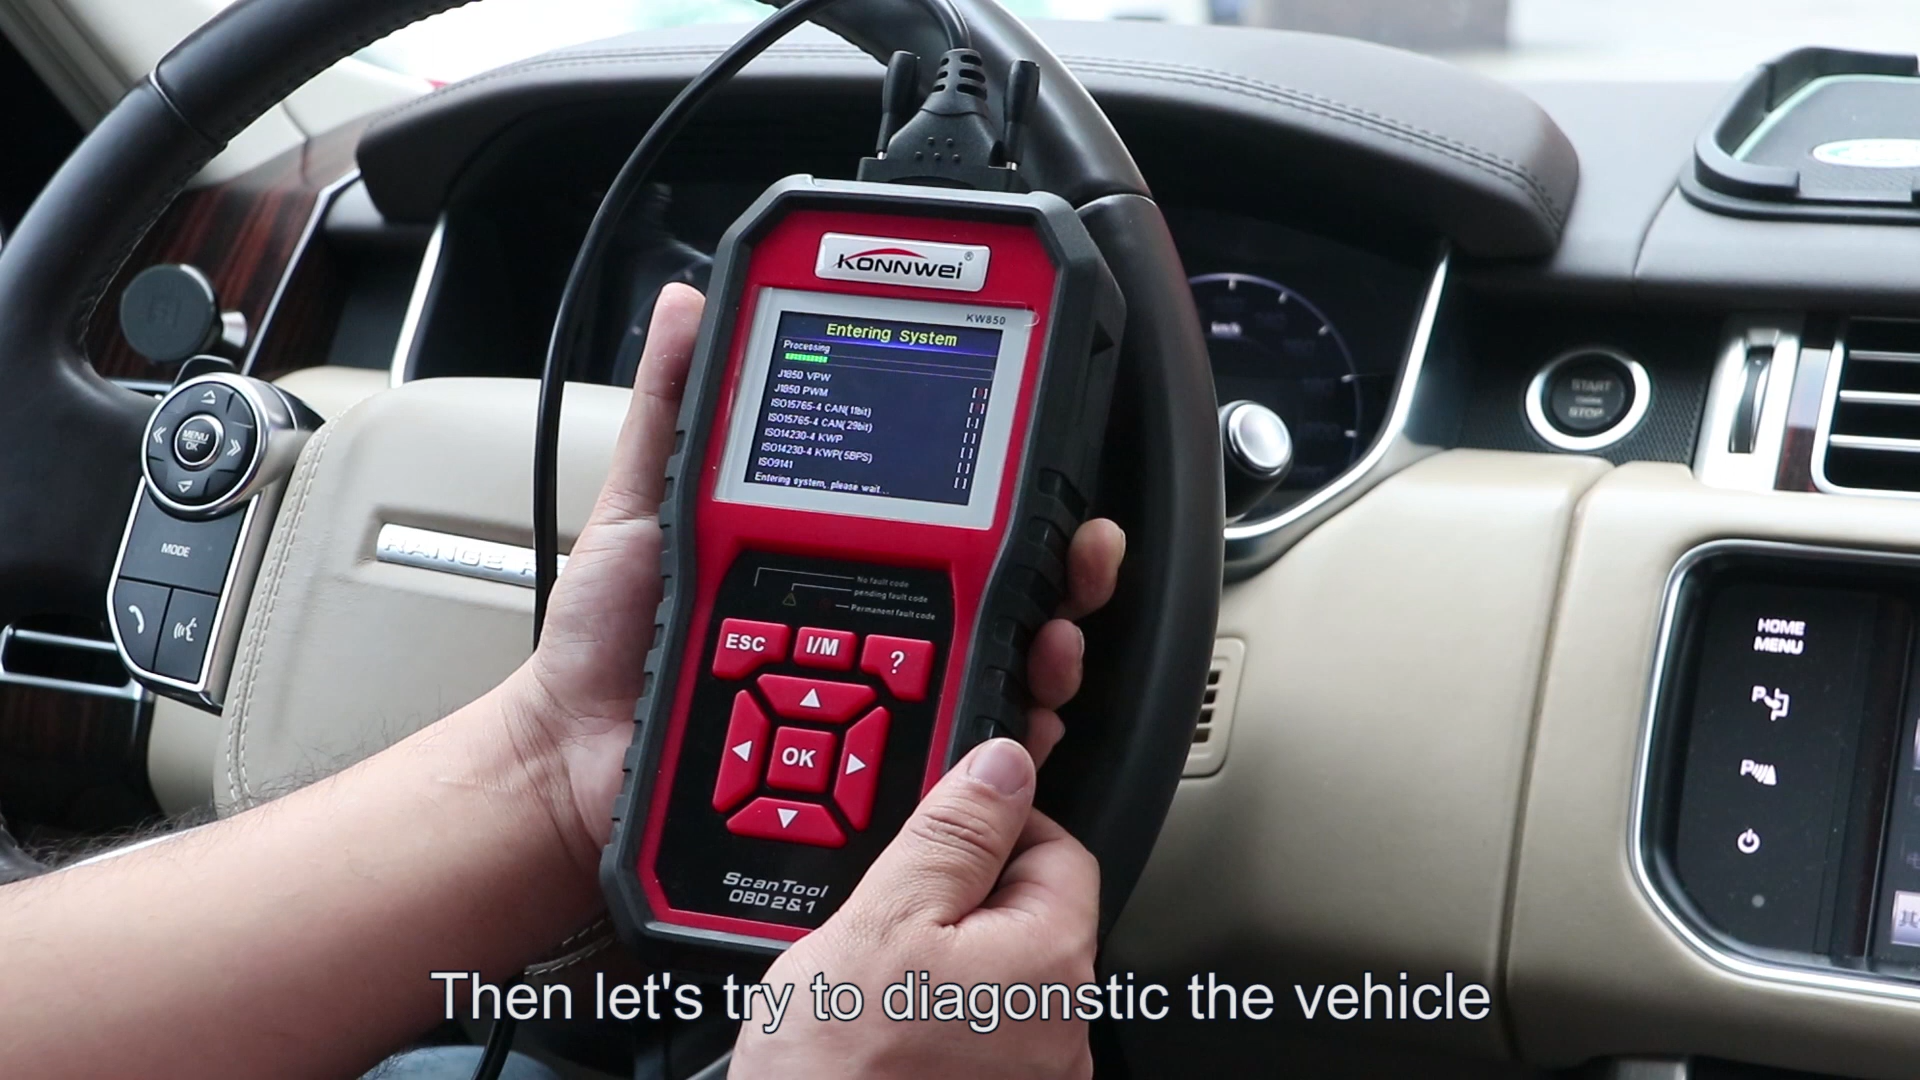 KONNWEI®
KW850
Entering System
Processing
J1850 VPW
J1850 PWM [ ]
ISO15765-4 CAN(11bit) [ ]
ISO15765-4 CAN(29bit) [-]
ISO14230-4 KWP [ ]
ISO14230-4 KWP(5BPS) [ ]
ISO9141 [ ]
Entering system, please wait... [ ]
No fault code
pending fault code
Permanent fault code
ESC
I/M
?
OK
ScanTool
OBD2&1
MENU
OK
MODE
RANGE R
START
STOP
HOME
MENU
Then let's try to diagonstic the vehicle